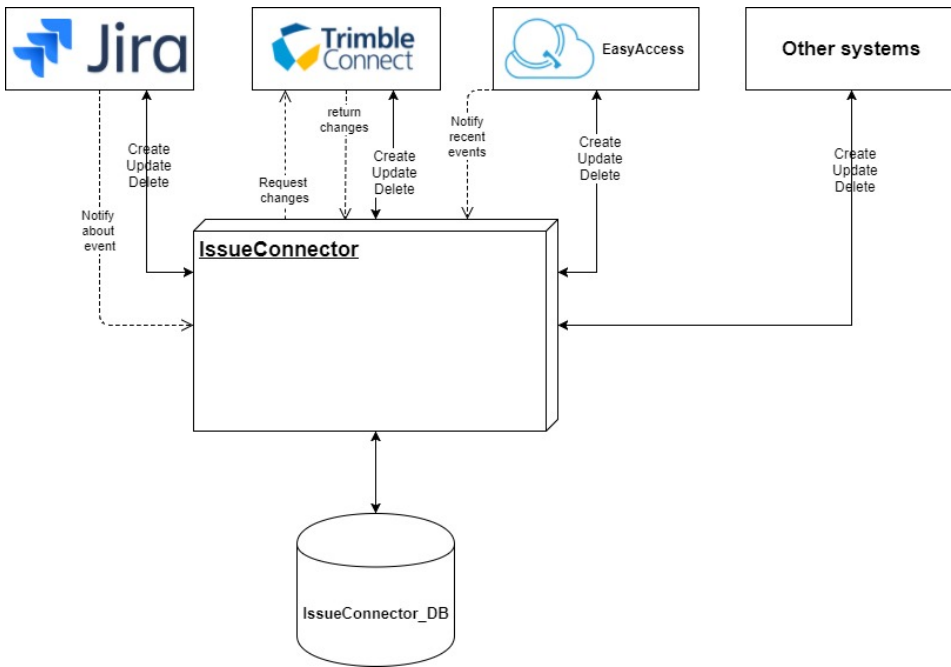 Jira
Trimble
Connect
EasyAccess
Other systems
return
changes
Notify
recent
events
Create
Update
Delete
Create
Update
Delete
Create
Update
Delete
Create
Update
Delete
Request
changes
Notify
about
event
IssueConnector
IssueConnector_DB